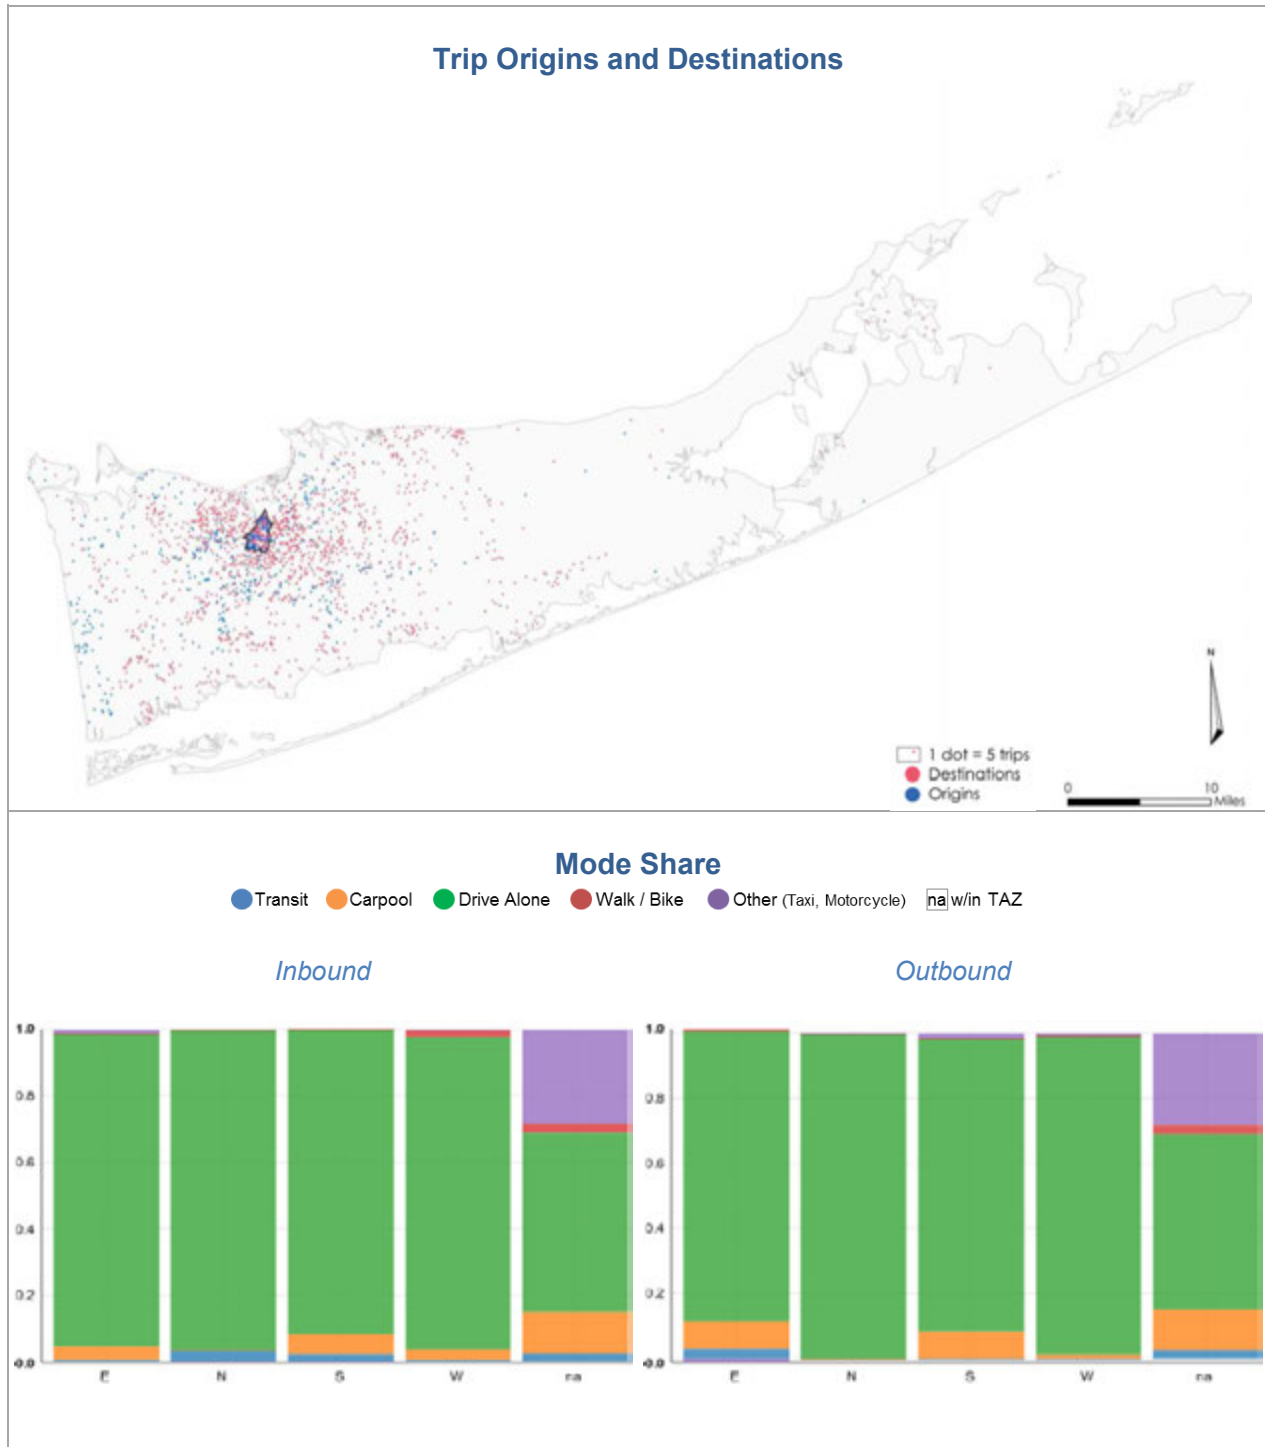 Trip Origins and Destinations
N
1 dot = 5 trips
Destinations
Origins
0 10
Miles
Mode Share
Transit Carpool Drive Alone Walk / Bike Other (Taxi, Motorcycle) na w/in TAZ
Inbound Outbound
1.0
0.8
0.6
0.4
0.2
0.0
E N S W na
1.0
0.8
0.6
0.4
0.2
0.0
E N S W na